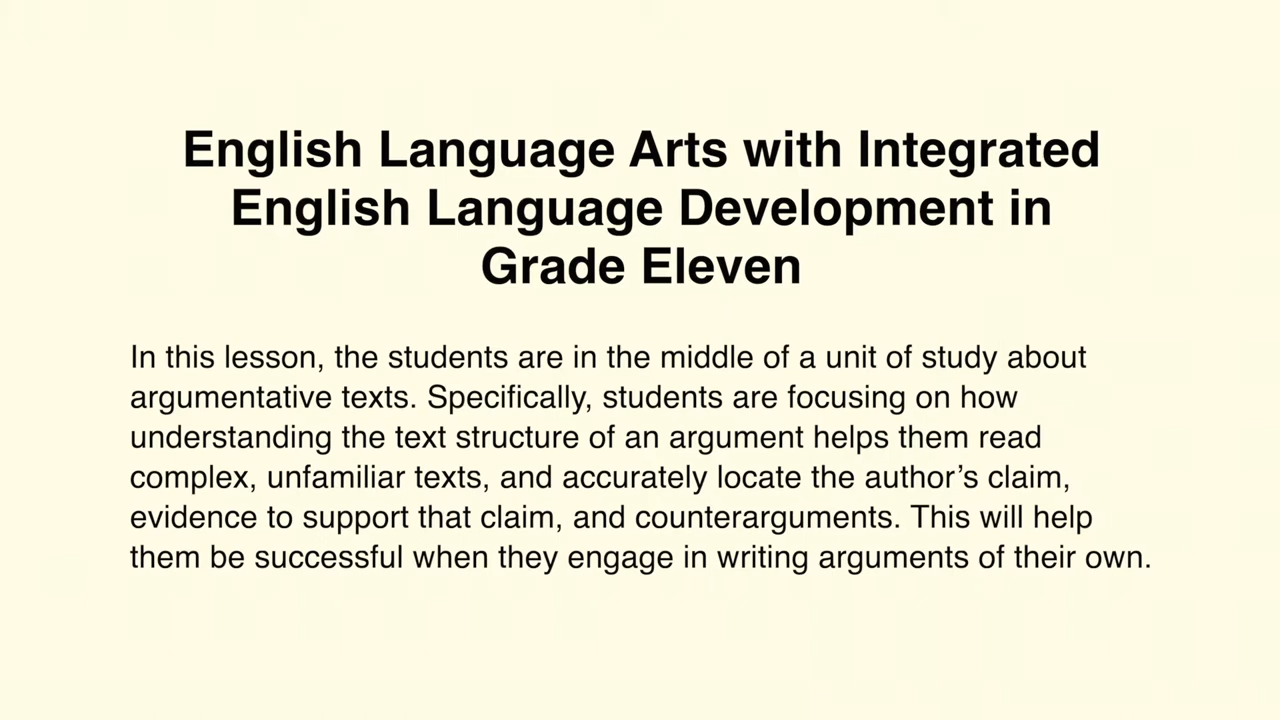 English Language Arts with Integrated
English Language Development in
Grade Eleven
In this lesson, the students are in the middle of a unit of study about
argumentative texts. Specifically, students are focusing on how
understanding the text structure of an argument helps them read
complex, unfamiliar texts, and accurately locate the author’s claim,
evidence to support that claim, and counterarguments. This will help
them be successful when they engage in writing arguments of their own.